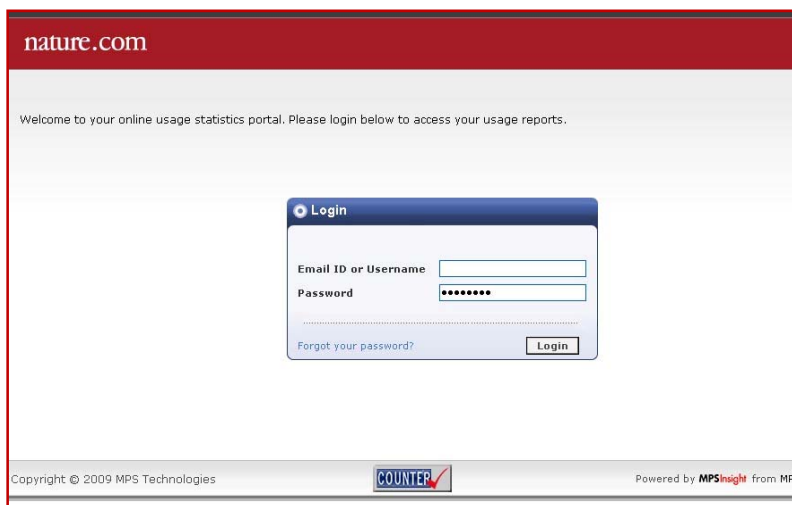 nature.com
Welcome to your online usage statistics portal. Please login below to access your usage reports.
Login
Email ID or Username
Password ••••••••
Forgot your password? Login
Copyright © 2009 MPS Technologies COUNTER Powered by MPSInsight from MP